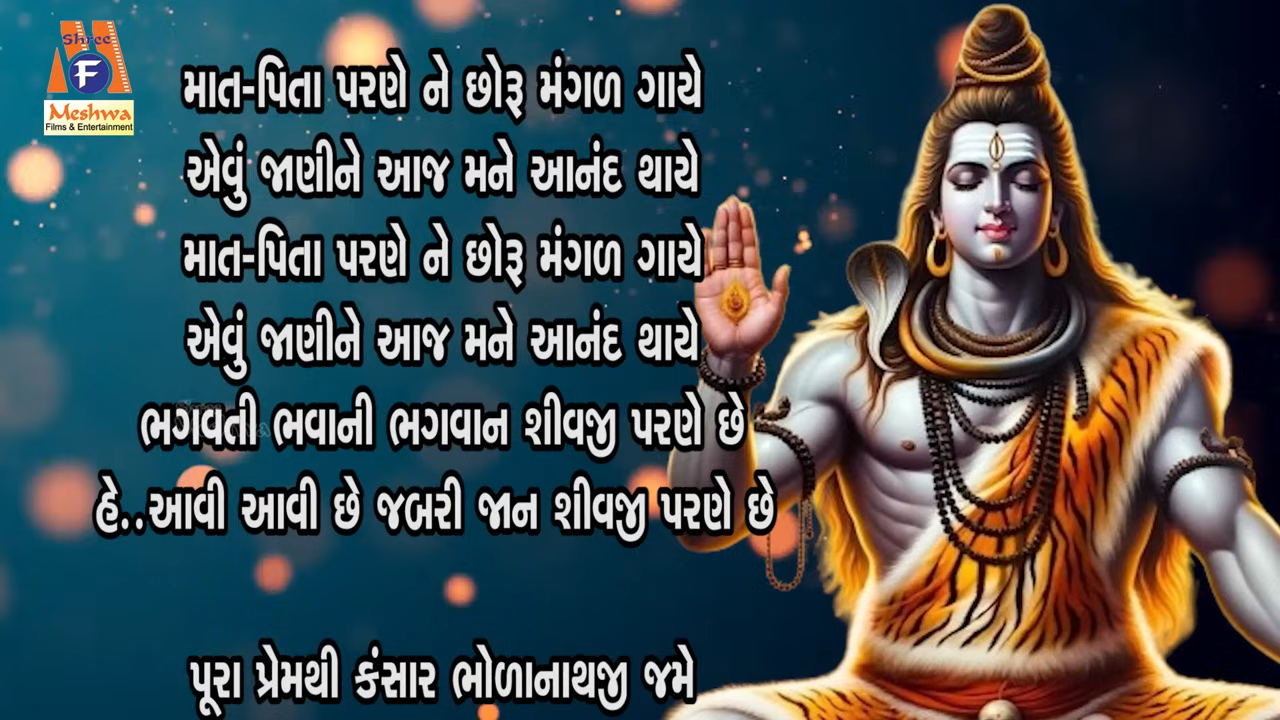 Shree
F
Meshwa
Films & Entertainment
માત-પિતા પરણે ને છોરૂ મંગળ ગાયે
એવું જાણીને આજ મને આનંદ થાયે
માત-પિતા પરણે ને છોરૂ મંગળ ગાયે
એવું જાણીને આજ મને આનંદ થાયે
ભગવતી ભવાની ભગવાન શીવજી પરણે છે
હે..આવી આવી છે જબરી જાન શીવજી પરણે છે
પૂરા પ્રેમથી કંસાર ભોળાનાથજી જમે